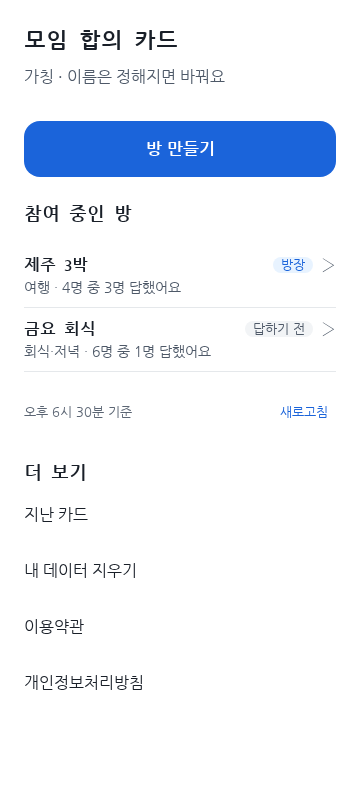 모임 합의 카드
가칭 · 이름은 정해지면 바꿔요
방 만들기
참여 중인 방
제주 3박 방장
여행 · 4명 중 3명 답했어요
금요 회식 답하기 전
회식·저녁 · 6명 중 1명 답했어요
오후 6시 30분 기준 새로고침
더 보기
지난 카드
내 데이터 지우기
이용약관
개인정보처리방침